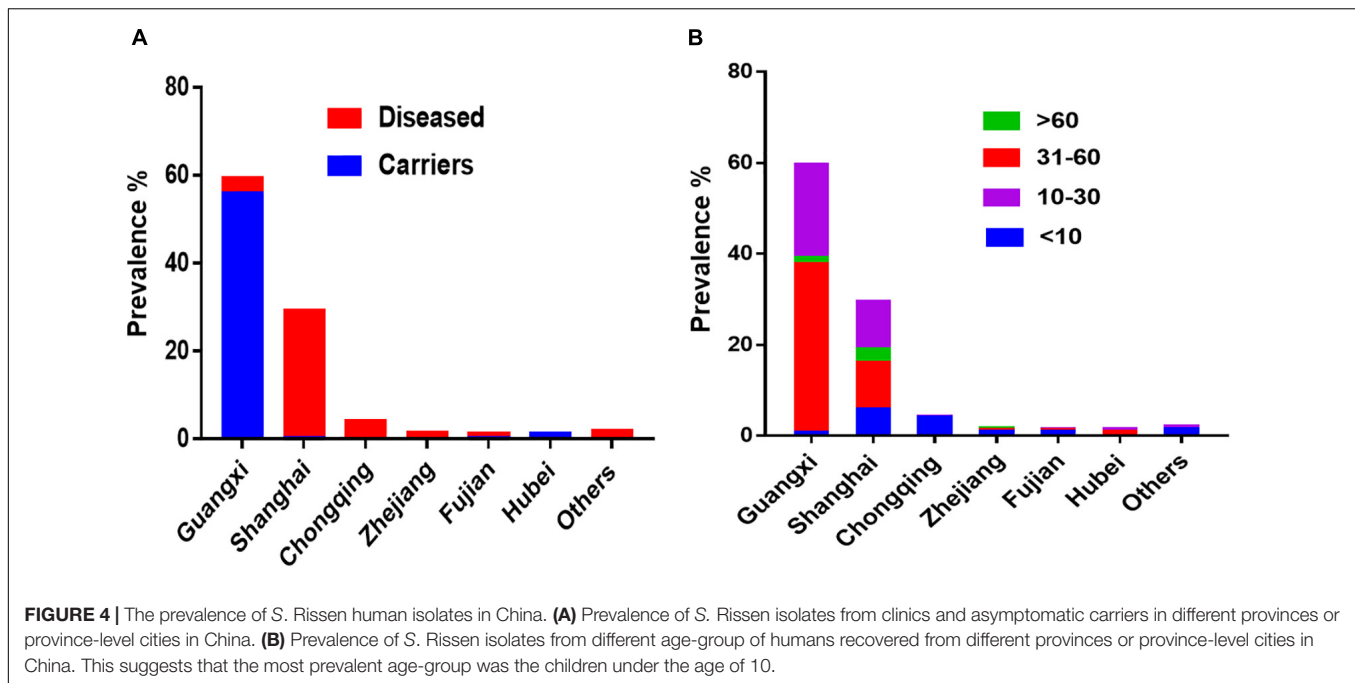 A
80
60
40
20
0
Prevalence %
Diseased
Carriers
Guangxi
Shanghai
Chongqing
Zhejiang
Fujian
Hubei
Others
B
80
60
40
20
0
Prevalence %
>60
31-60
10-30
<10
Guangxi
Shanghai
Chongqing
Zhejiang
Fujian
Hubei
Others
FIGURE 4 | The prevalence of S. Rissen human isolates in China. (A) Prevalence of S. Rissen isolates from clinics and asymptomatic carriers in different provinces or
province-level cities in China. (B) Prevalence of S. Rissen isolates from different age-group of humans recovered from different provinces or province-level cities in
China. This suggests that the most prevalent age-group was the children under the age of 10.